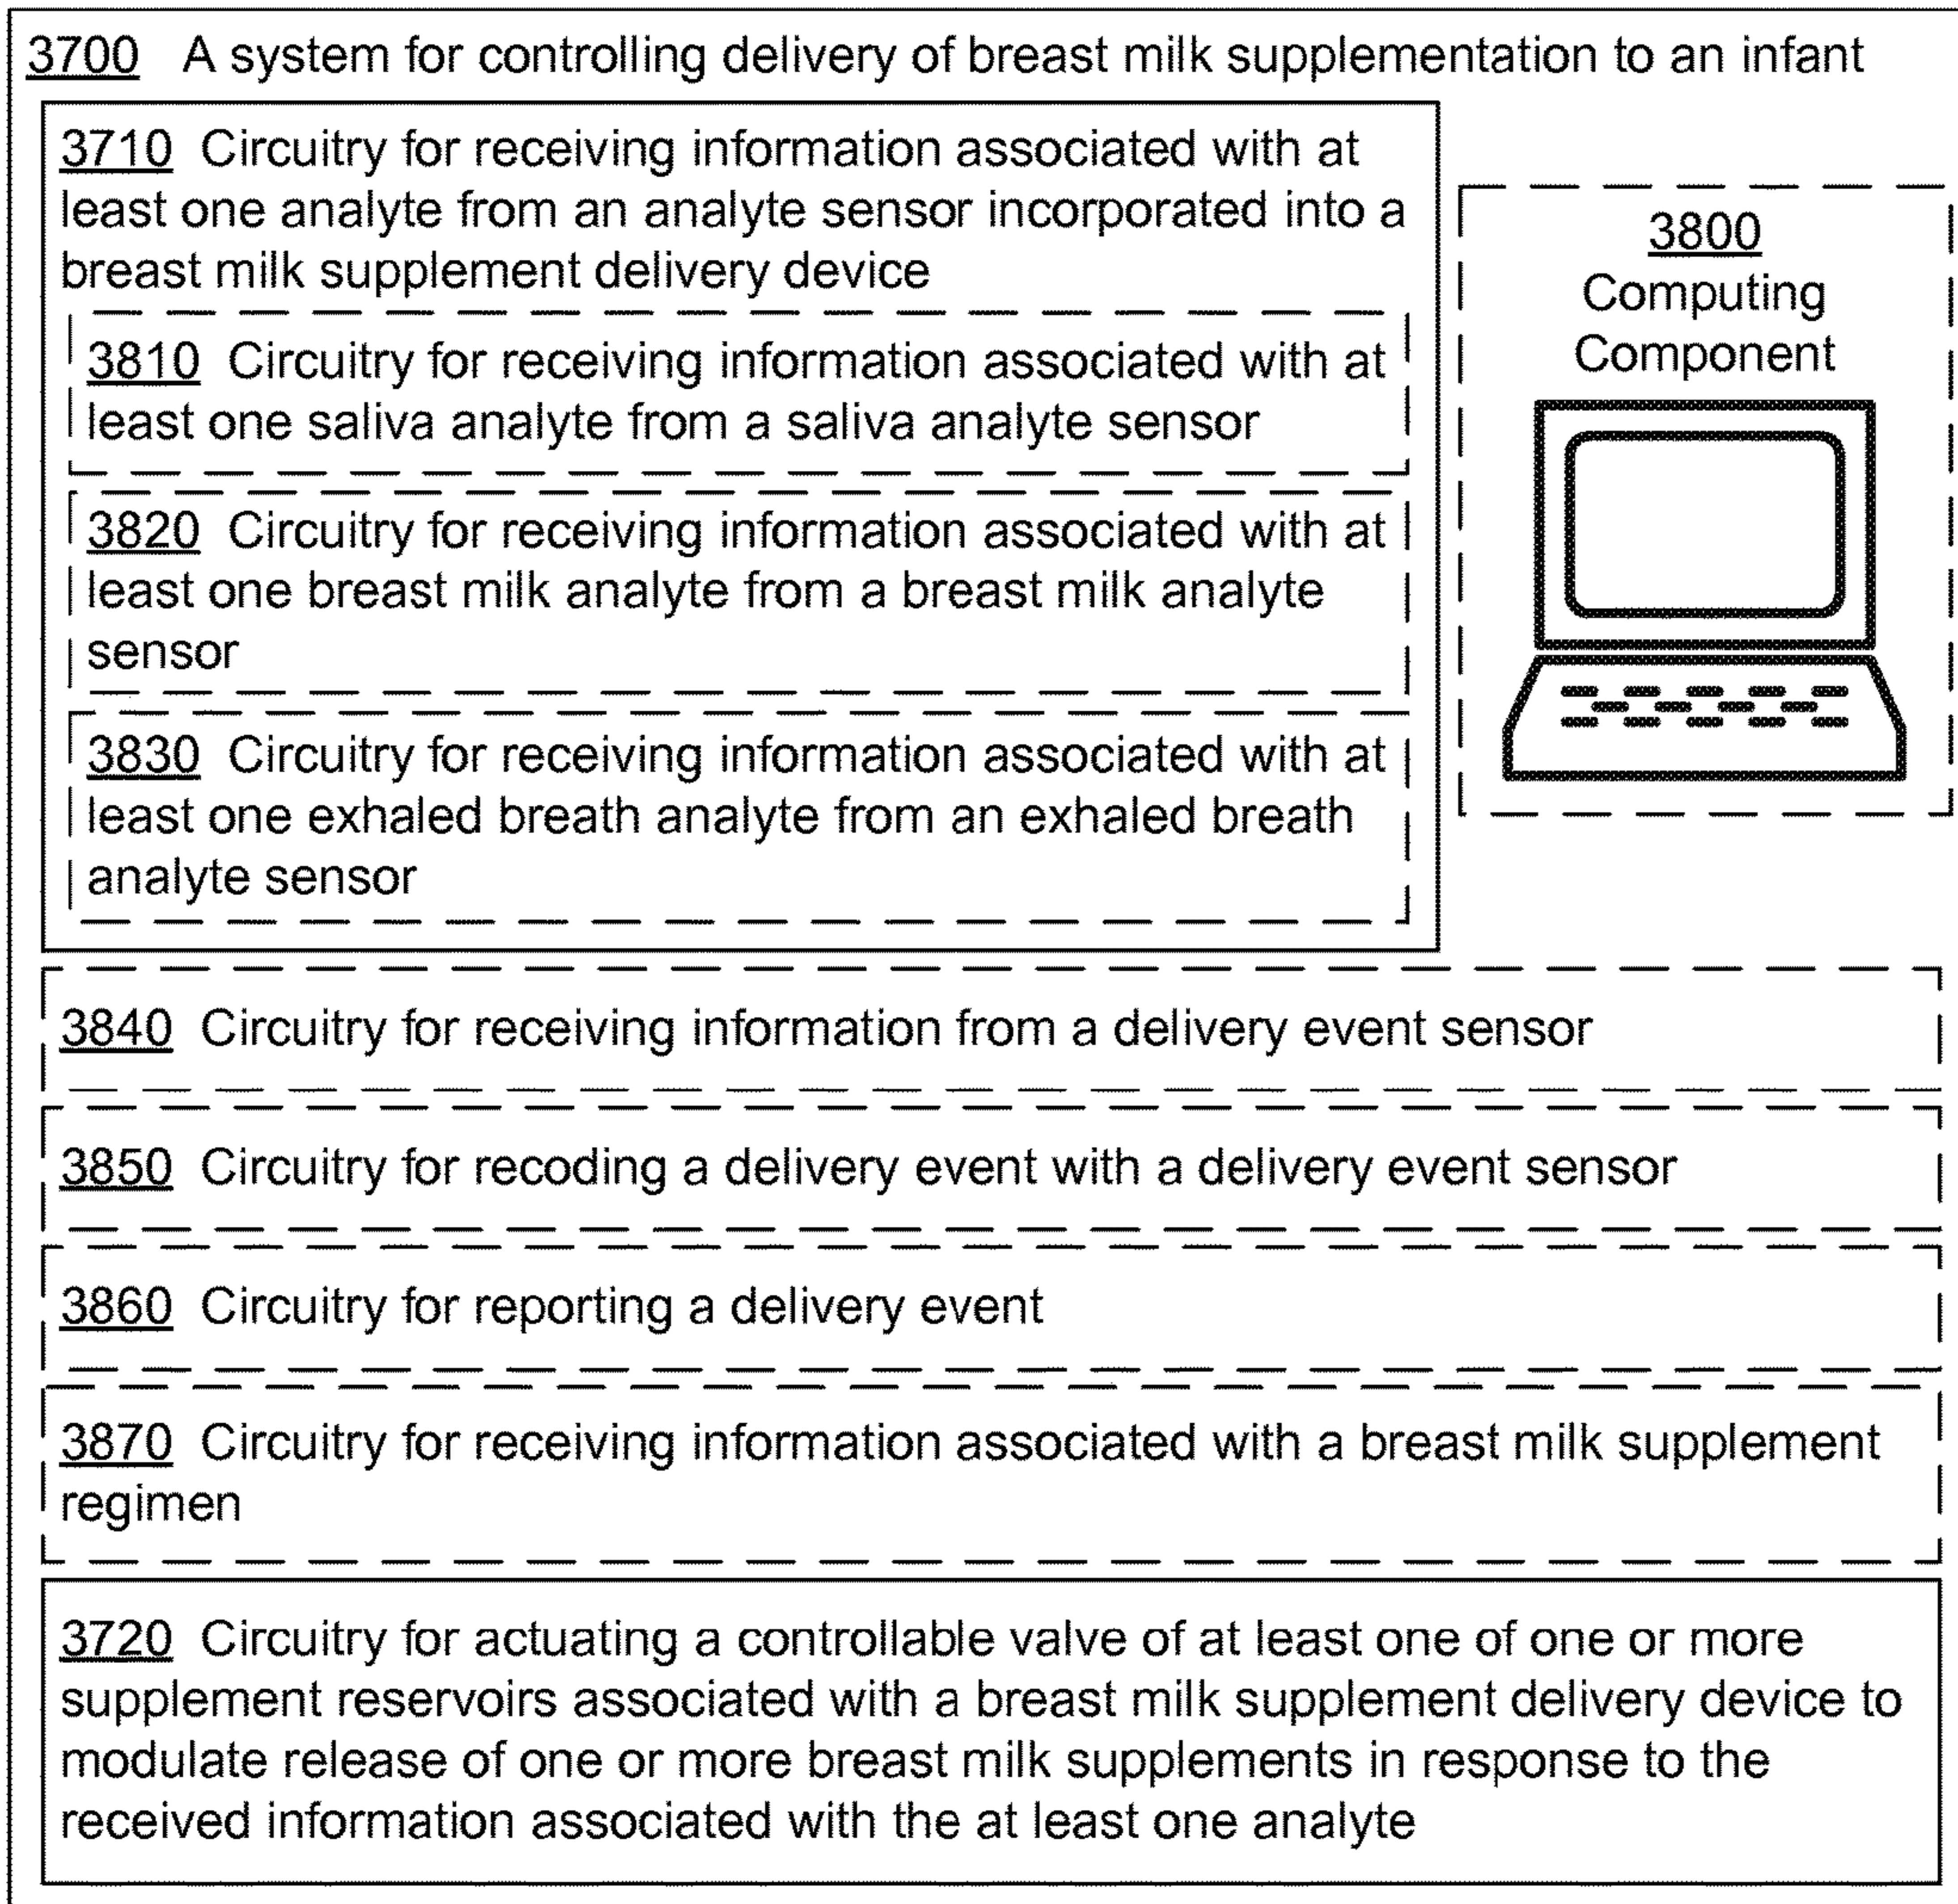 3700 A system for controlling delivery of breast milk supplementation to an infant
3710 Circuitry for receiving information associated with at
least one analyte from an analyte sensor incorporated into a
breast milk supplement delivery device
3810 Circuitry for receiving information associated with at
least one saliva analyte from a saliva analyte sensor
3820 Circuitry for receiving information associated with at
least one breast milk analyte from a breast milk analyte
sensor
3830 Circuitry for receiving information associated with at
least one exhaled breath analyte from an exhaled breath
analyte sensor
3800
Computing
Component
3840 Circuitry for receiving information from a delivery event sensor
3850 Circuitry for recoding a delivery event with a delivery event sensor
3860 Circuitry for reporting a delivery event
3870 Circuitry for receiving information associated with a breast milk supplement
regimen
3720 Circuitry for actuating a controllable valve of at least one of one or more
supplement reservoirs associated with a breast milk supplement delivery device to
modulate release of one or more breast milk supplements in response to the
received information associated with the at least one analyte